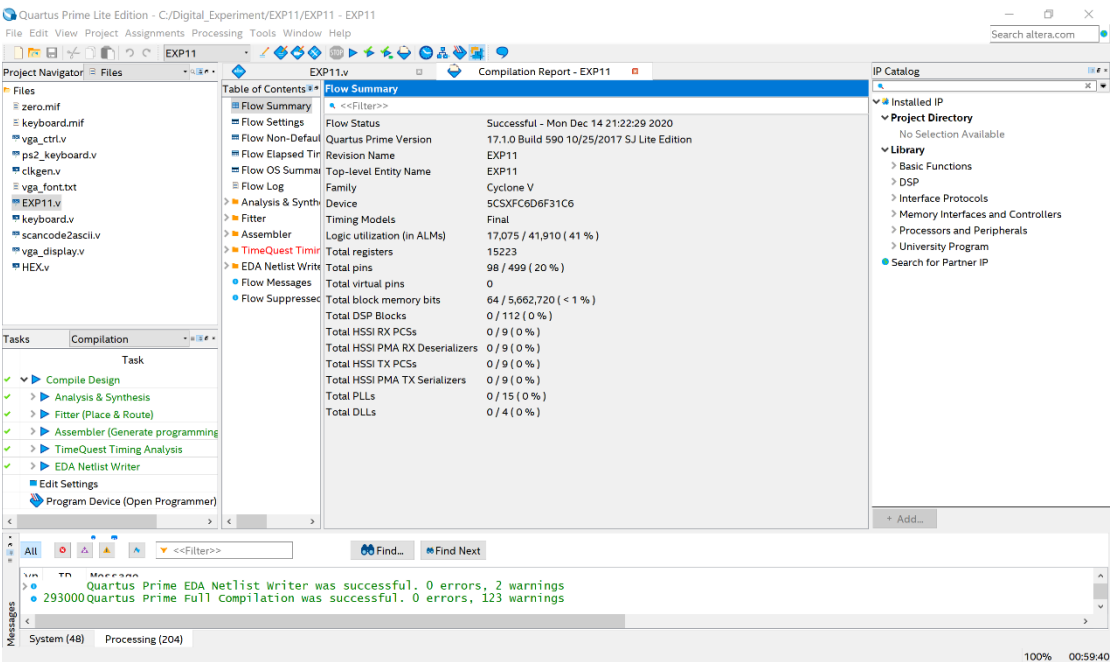 Quartus Prime Lite Edition - C:/Digital_Experiment/EXP11/EXP11 - EXP11
File Edit View Project Assignments Processing Tools Window Help
Search altera.com
EXP11
STOP
Project Navigator Files
EXP11.v
Compilation Report - EXP11
IP Catalog
Files
zero.mif
keyboard.mif
vga_ctrl.v
ps2_keyboard.v
clkgen.v
vga_font.txt
EXP11.v
keyboard.v
scancode2ascii.v
vga_display.v
HEX.v
Table of Contents
Flow Summary
Flow Settings
Flow Non-Defaul
Flow Elapsed Tim
Flow OS Summa
Flow Log
Analysis & Synth
Fitter
Assembler
TimeQuest Timin
EDA Netlist Write
Flow Messages
Flow Suppressed
Flow Summary
<<Filter>>
Flow Status Successful - Mon Dec 14 21:22:29 2020
Quartus Prime Version 17.1.0 Build 590 10/25/2017 SJ Lite Edition
Revision Name EXP11
Top-level Entity Name EXP11
Family Cyclone V
Device 5CSXFC6D6F31C6
Timing Models Final
Logic utilization (in ALMs) 17,075 / 41,910 ( 41 % )
Total registers 15223
Total pins 98 / 499 ( 20 % )
Total virtual pins 0
Total block memory bits 64 / 5,662,720 ( < 1 % )
Total DSP Blocks 0 / 112 ( 0 % )
Total HSSI RX PCSs 0 / 9 ( 0 % )
Total HSSI PMA RX Deserializers 0 / 9 ( 0 % )
Total HSSI TX PCSs 0 / 9 ( 0 % )
Total HSSI PMA TX Serializers 0 / 9 ( 0 % )
Total PLLs 0 / 15 ( 0 % )
Total DLLs 0 / 4 ( 0 % )
Installed IP
Project Directory
No Selection Available
Library
Basic Functions
DSP
Interface Protocols
Memory Interfaces and Controllers
Processors and Peripherals
University Program
Search for Partner IP
+ Add...
Tasks Compilation
Task
Compile Design
Analysis & Synthesis
Fitter (Place & Route)
Assembler (Generate programming
TimeQuest Timing Analysis
EDA Netlist Writer
Edit Settings
Program Device (Open Programmer)
All
<<Filter>>
Find...
Find Next
ID Message
Quartus Prime EDA Netlist Writer was successful. 0 errors, 2 warnings
293000 Quartus Prime Full Compilation was successful. 0 errors, 123 warnings
Messages
System (48) Processing (204)
100% 00:59:40